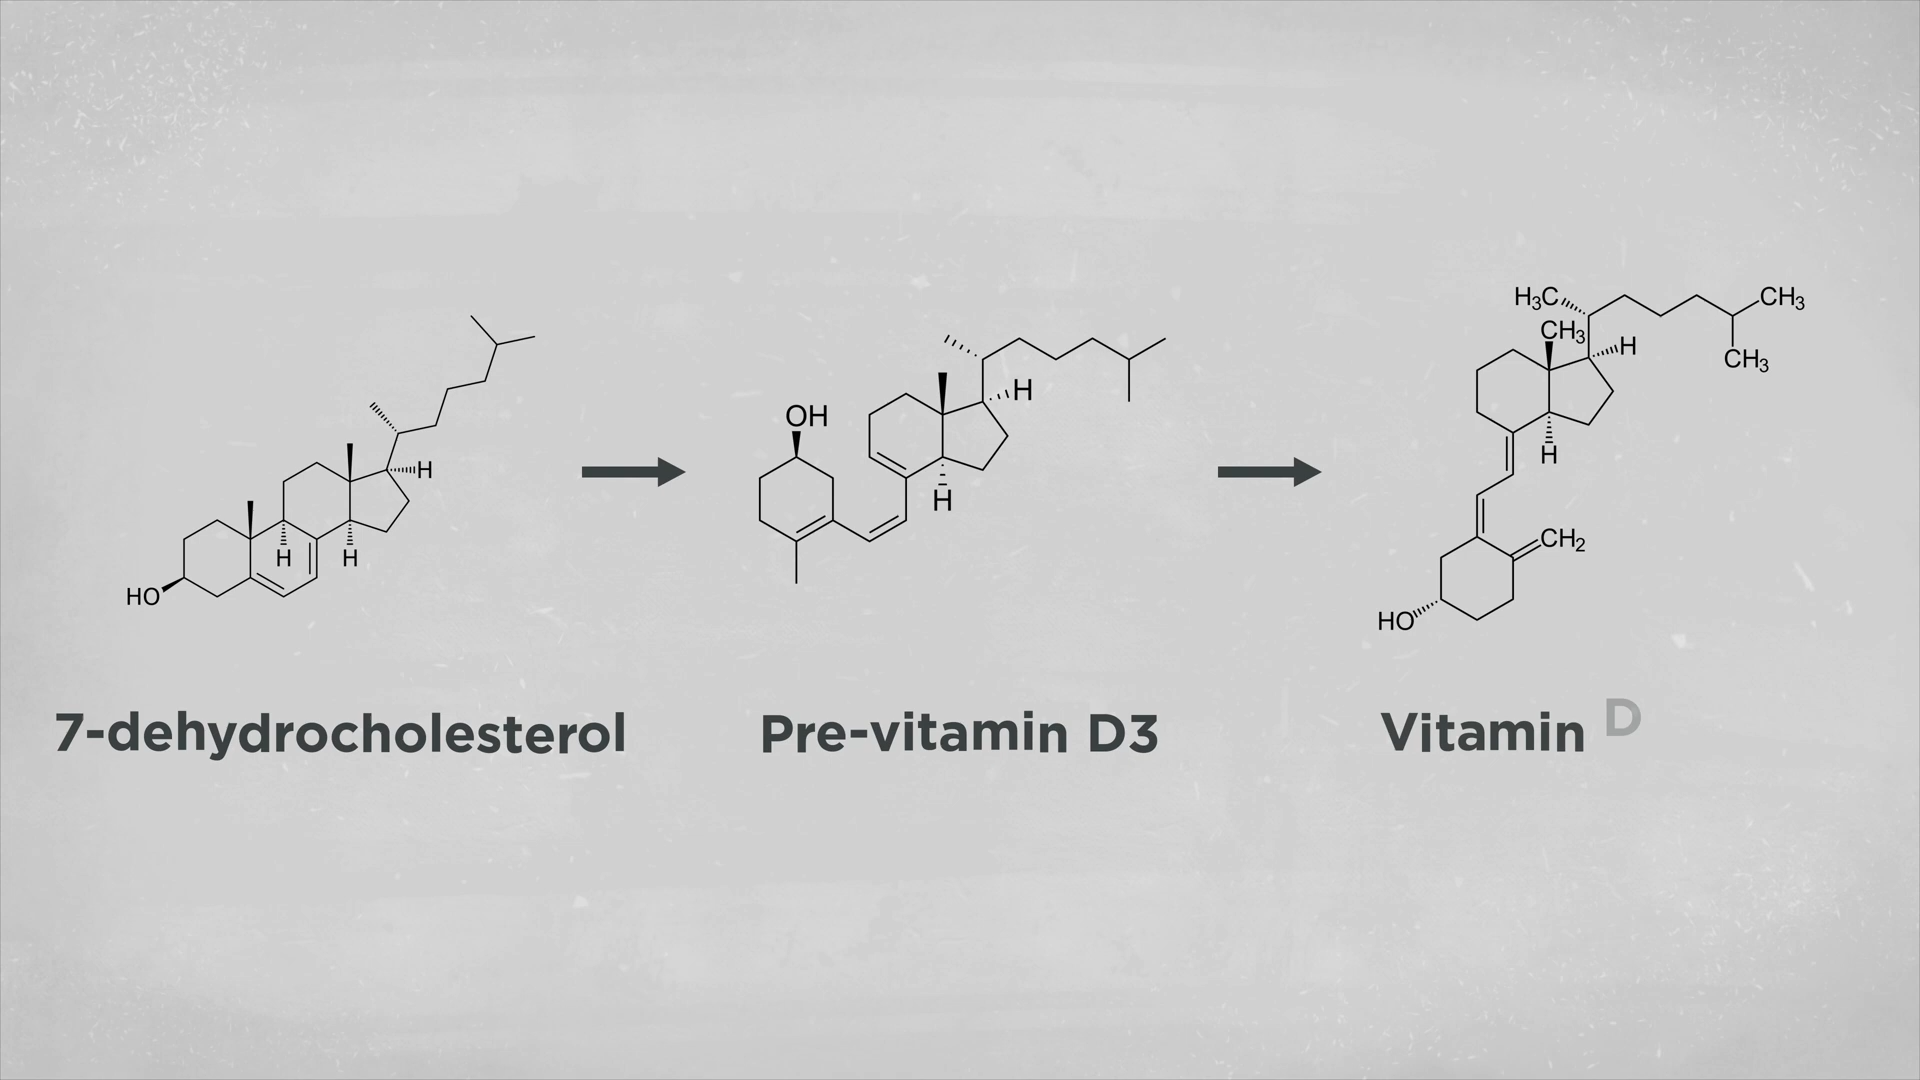 H₃C
CH₃
CH₃
H
CH₃
H
H
OH
H
H
H
H
CH₂
HO
HO
7-dehydrocholesterol
Pre-vitamin D3
Vitamin D